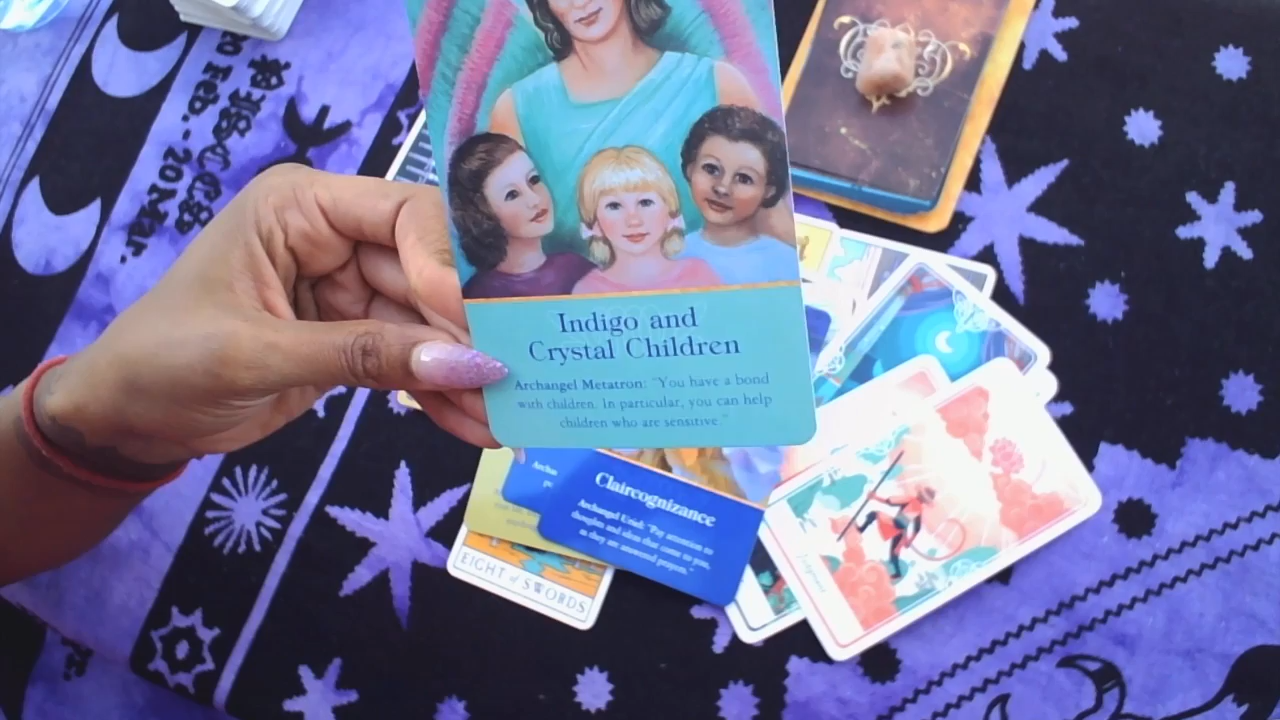 20 Feb.-20 Mar.
Indigo and
Crystal Children
Archangel Metatron: "You have a bond
with children. In particular, you can help
children who are sensitive."
Claircognizance
Archangel Uriel: "Pay attention to
thoughts and ideas that come to you,
as they are answered prayers."
EIGHT of SWORDS
Judgement